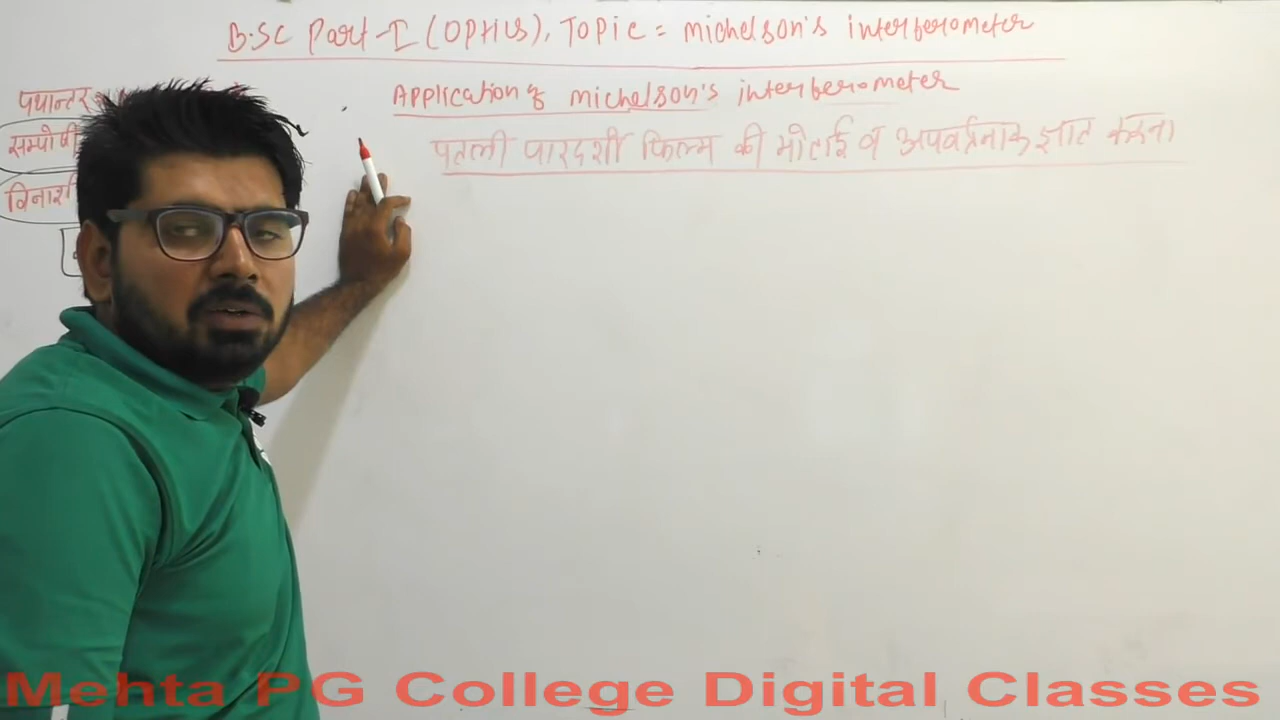 B.SC Part-I (OPtics), Topic = michelson's interferometer
Application of michelson's interferometer
पतली पारदर्शी फिल्म की मोटाई व अपवर्तनाक ज्ञात करना
पथान्तर
सम्पोषी
विनाशी
Mehta PG College Digital Classes